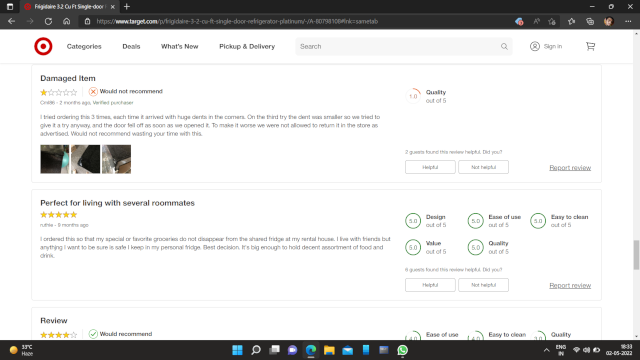 Frigidaire 3.2 Cu Ft Single-door
https://www.target.com/p/frigidaire-3-2-cu-ft-single-door-refrigerator-platinum/-/A-80798108#lnk=sametab
Categories
Deals
What's New
Pickup & Delivery
Search
Sign in
Damaged Item
Would not recommend
2 months ago, Verified purchaser
I tried ordering this 3 times, each time it arrived with huge dents in the corners. On the third try the dent was smaller so we tried to
give it a try anyway, and the door fell off as soon as we opened it. To make it worse we were not allowed to return it in the store as
advertised. Would not recommend wasting your time with this.
1.0
Quality
out of 5
2 guests found this review helpful. Did you?
Helpful
Not helpful
Report review
Perfect for living with several roommates
ruthie - 9 months ago
I ordered this so that my special or favorite groceries do not disappear from the shared fridge at my rental house. I live with friends but
anything I want to be sure is safe I keep in my personal fridge. Best decision. It's big enough to hold decent assortment of food and
drink.
5.0
Design
out of 5
5.0
Ease of use
out of 5
5.0
Easy to clean
out of 5
5.0
Value
out of 5
5.0
Quality
out of 5
6 guests found this review helpful. Did you?
Helpful
Not helpful
Report review
Review
Would recommend
4.0
Ease of use
4.0
Easy to clean
3.0
Quality
33°C
Haze
ENG
IN
18:33
02-05-2022